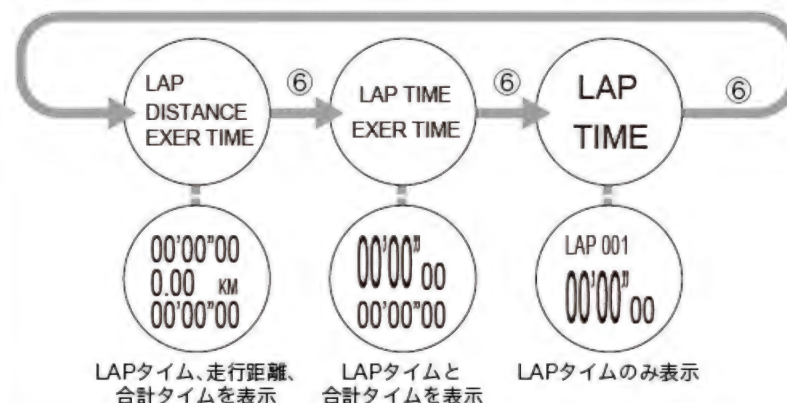 LAP
DISTANCE
EXER TIME
⑥
LAP TIME
EXER TIME
⑥
LAP
TIME
⑥
00'00"00
0.00 KM
00'00"00
00'00"00
00'00"00
LAP 001
00'00"00
LAPタイム、走行距離、
合計タイムを表示
LAPタイムと
合計タイムを表示
LAPタイムのみ表示